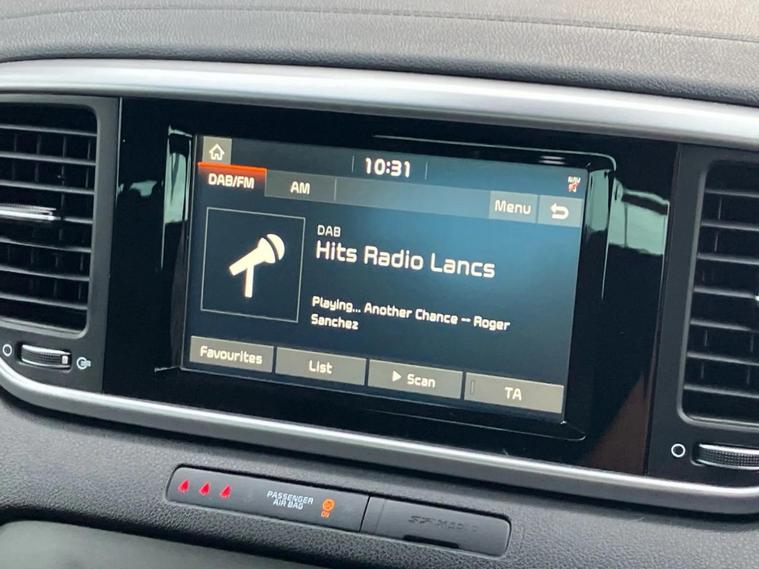 10:31
NAV
DAB/FM
AM
Menu
DAB
Hits Radio Lancs
Playing... Another Chance -- Roger
Sanchez
Favourites
List
Scan
TA
PASSENGER
AIR BAG